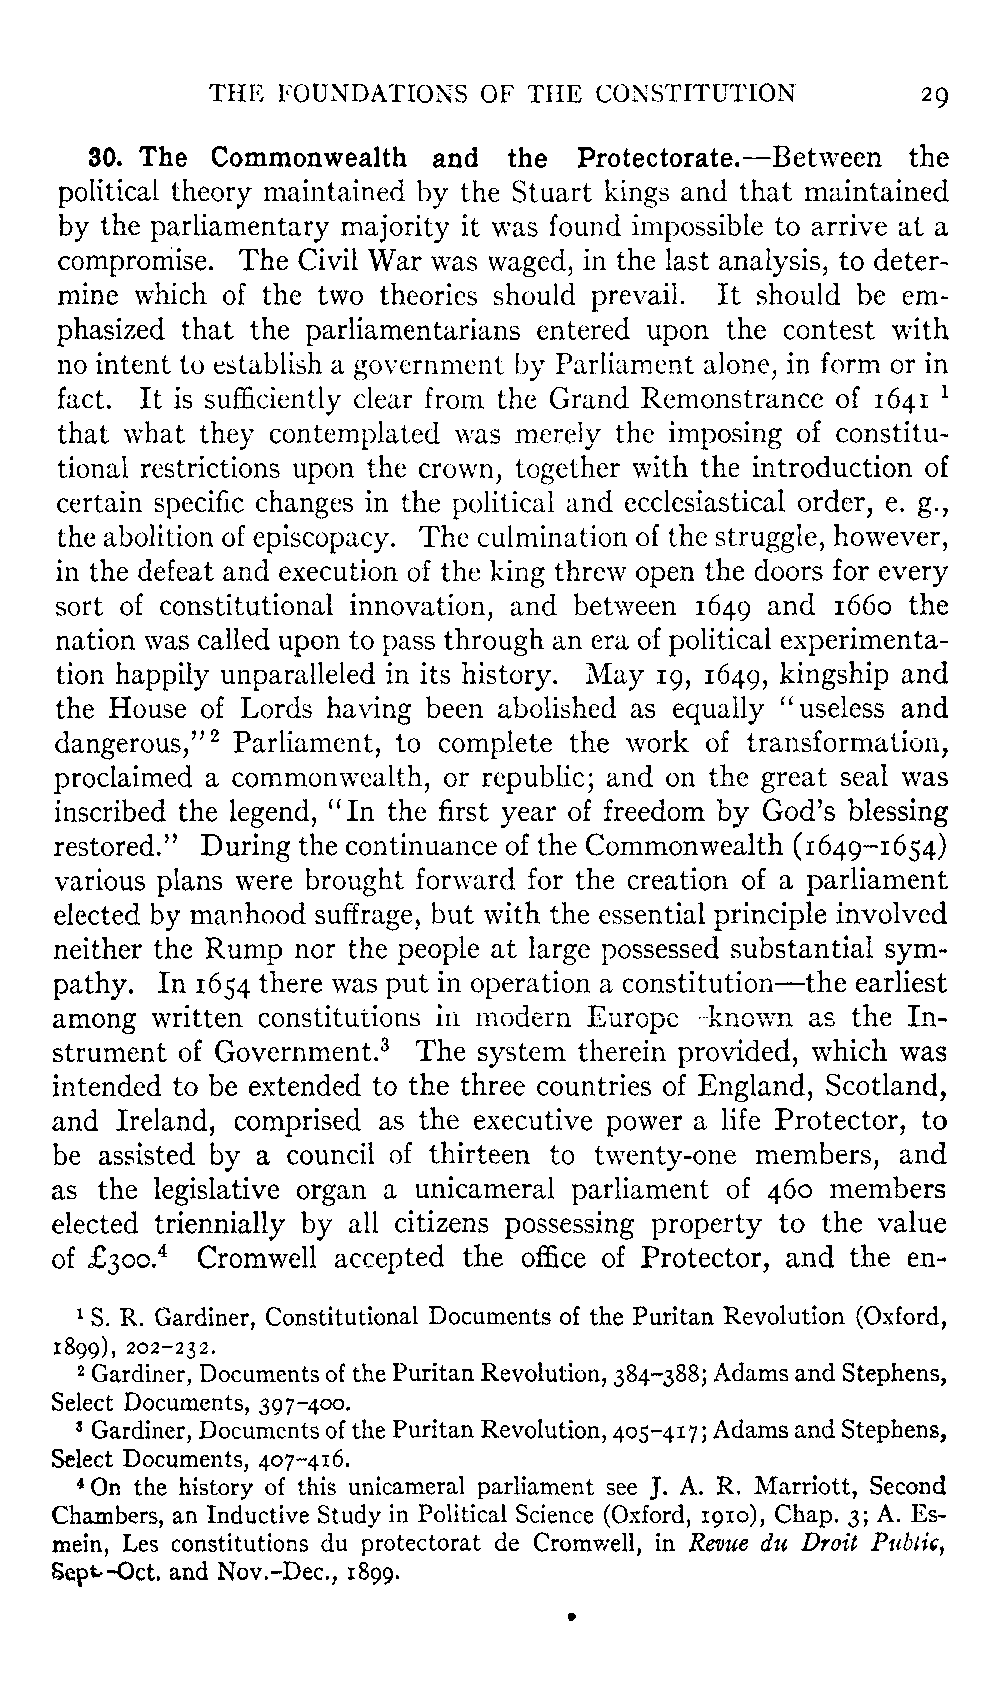 THE FOUNDATIONS OF THE CONSTITUTION 29
30. The Commonwealth and the Protectorate.—Between the
political theory maintained by the Stuart kings and that maintained
by the parliamentary majority it was found impossible to arrive at a
compromise. The Civil War was waged, in the last analysis, to deter-
mine which of the two theories should prevail. It should be em-
phasized that the parliamentarians entered upon the contest with
no intent to establish a government by Parliament alone, in form or in
fact. It is sufficiently clear from the Grand Remonstrance of 1641 ¹
that what they contemplated was merely the imposing of constitu-
tional restrictions upon the crown, together with the introduction of
certain specific changes in the political and ecclesiastical order, e. g.,
the abolition of episcopacy. The culmination of the struggle, however,
in the defeat and execution of the king threw open the doors for every
sort of constitutional innovation, and between 1649 and 1660 the
nation was called upon to pass through an era of political experimenta-
tion happily unparalleled in its history. May 19, 1649, kingship and
the House of Lords having been abolished as equally "useless and
dangerous,"² Parliament, to complete the work of transformation,
proclaimed a commonwealth, or republic; and on the great seal was
inscribed the legend, "In the first year of freedom by God's blessing
restored." During the continuance of the Commonwealth (1649–1654)
various plans were brought forward for the creation of a parliament
elected by manhood suffrage, but with the essential principle involved
neither the Rump nor the people at large possessed substantial sym-
pathy. In 1654 there was put in operation a constitution—the earliest
among written constitutions in modern Europe—known as the In-
strument of Government.³ The system therein provided, which was
intended to be extended to the three countries of England, Scotland,
and Ireland, comprised as the executive power a life Protector, to
be assisted by a council of thirteen to twenty-one members, and
as the legislative organ a unicameral parliament of 460 members
elected triennially by all citizens possessing property to the value
of £300.⁴ Cromwell accepted the office of Protector, and the en-
¹ S. R. Gardiner, Constitutional Documents of the Puritan Revolution (Oxford,
1899), 202–232.
² Gardiner, Documents of the Puritan Revolution, 384–388; Adams and Stephens,
Select Documents, 397–400.
³ Gardiner, Documents of the Puritan Revolution, 405–417; Adams and Stephens,
Select Documents, 407–416.
⁴ On the history of this unicameral parliament see J. A. R. Marriott, Second
Chambers, an Inductive Study in Political Science (Oxford, 1910), Chap. 3; A. Es-
mein, Les constitutions du protectorat de Cromwell, in Revue du Droit Public,
Sept.-Oct. and Nov.-Dec., 1899.